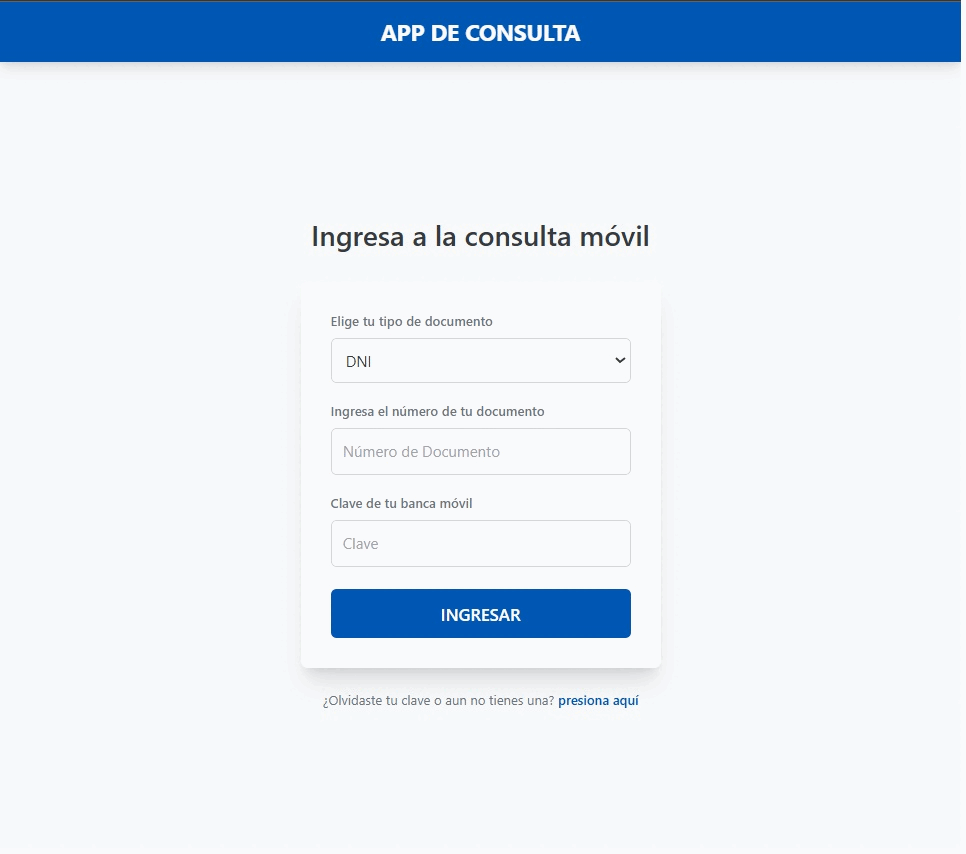 APP DE CONSULTA
Ingresa a la consulta móvil
Elige tu tipo de documento
DNI
Ingresa el número de tu documento
Número de Documento
Clave de tu banca móvil
Clave
INGRESAR
¿Olvidaste tu clave o aun no tienes una? presiona aquí